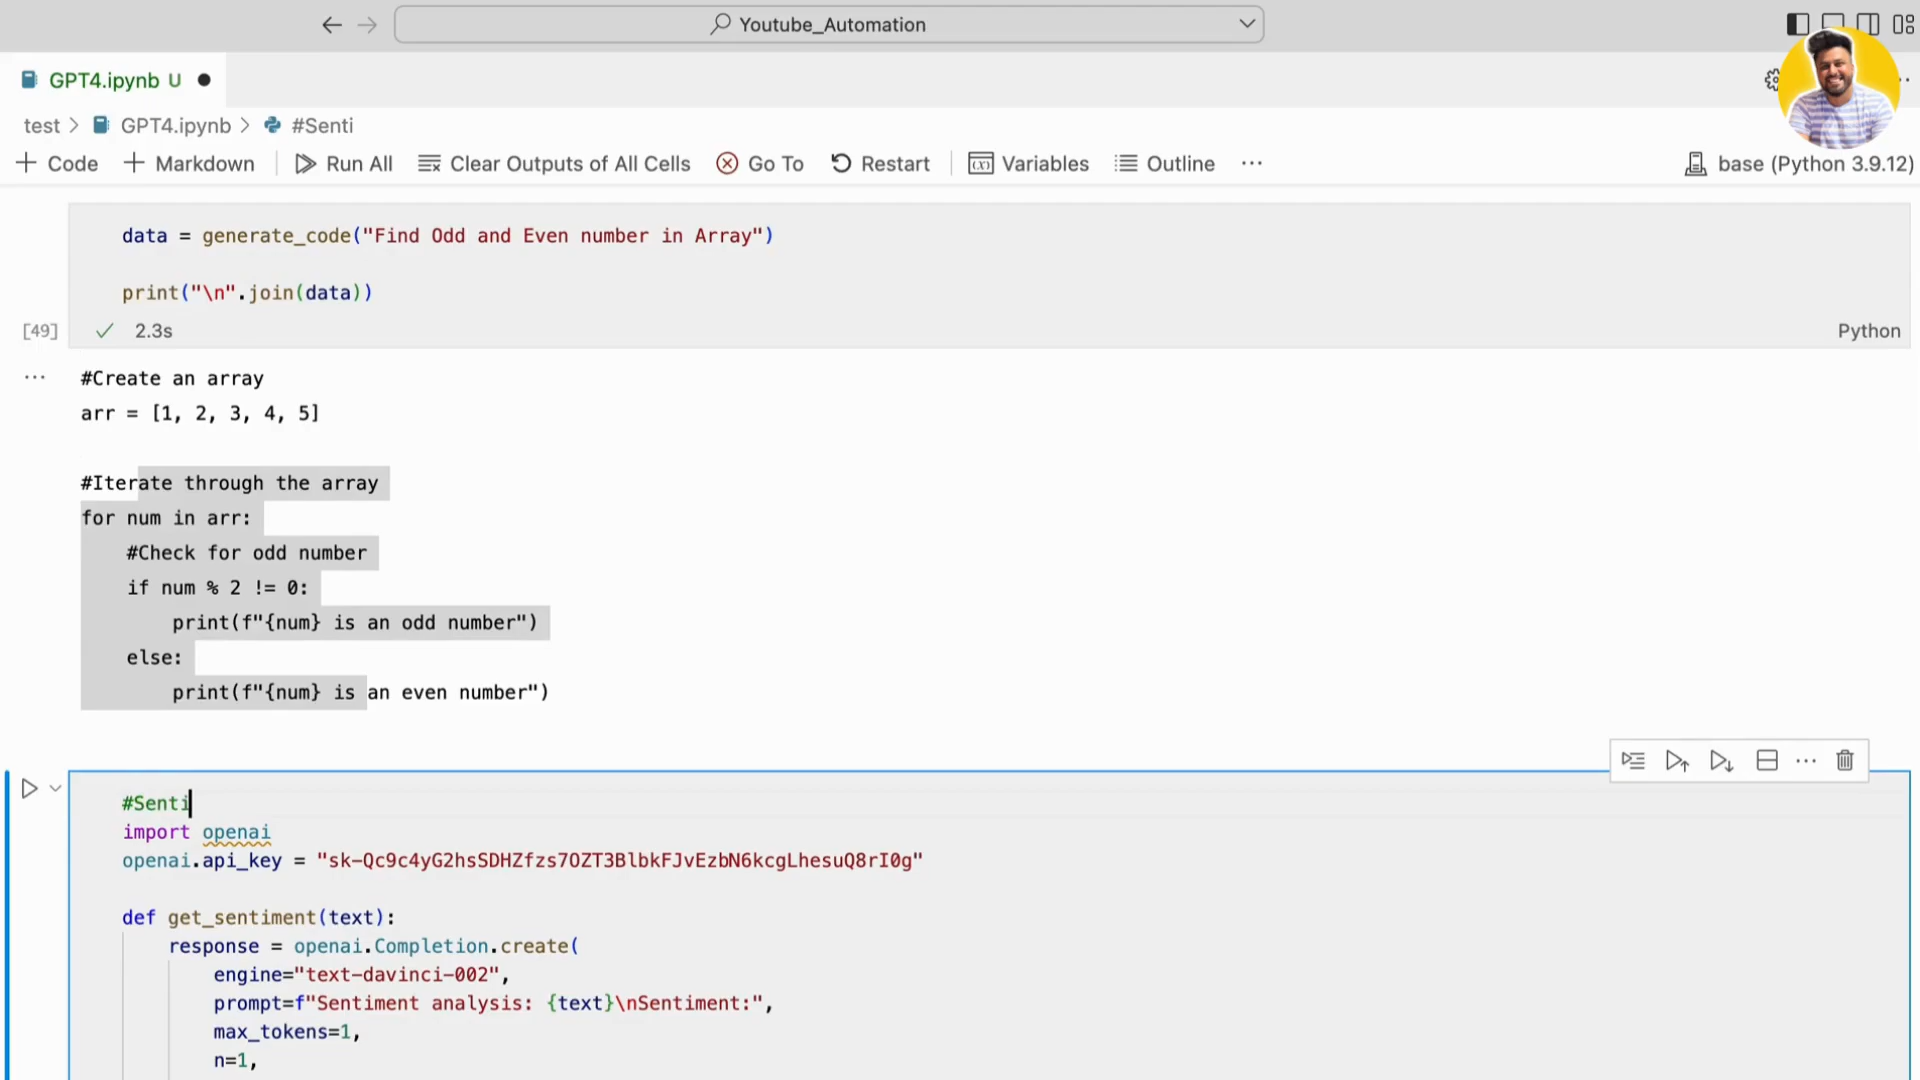 Youtube_Automation
GPT4.ipynb U
test > GPT4.ipynb > #Senti
Code Markdown Run All Clear Outputs of All Cells Go To Restart Variables Outline ... base (Python 3.9.12)
data = generate_code("Find Odd and Even number in Array")
print("\n".join(data))
[49] 2.3s Python
...
#Create an array
arr = [1, 2, 3, 4, 5]
#Iterate through the array
for num in arr:
#Check for odd number
if num % 2 != 0:
print(f"{num} is an odd number")
else:
print(f"{num} is an even number")
#Senti
import openai
openai.api_key = "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"
def get_sentiment(text):
response = openai.Completion.create(
engine="text-davinci-002",
prompt=f"Sentiment analysis: {text}\nSentiment:",
max_tokens=1,
n=1,